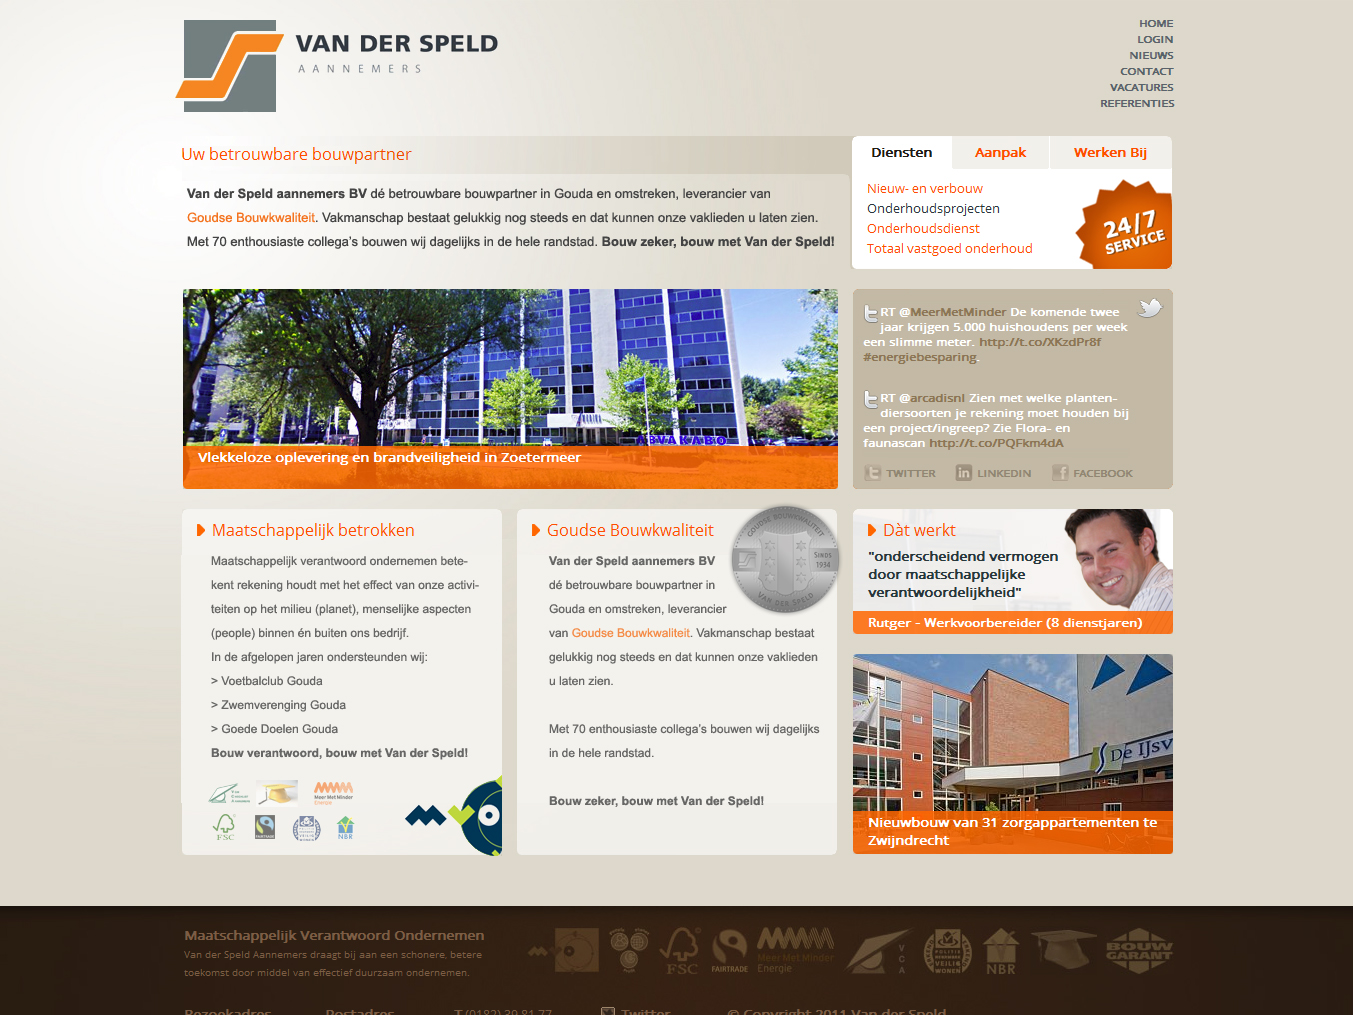 VAN DER SPELD
AANNEMERS
HOME
LOGIN
NIEUWS
CONTACT
VACATURES
REFERENTIES
Uw betrouwbare bouwpartner
Van der Speld aannemers BV dé betrouwbare bouwpartner in Gouda en omstreken, leverancier van
Goudse Bouwkwaliteit. Vakmanschap bestaat gelukkig nog steeds en dat kunnen onze vaklieden u laten zien.
Met 70 enthousiaste collega's bouwen wij dagelijks in de hele randstad. Bouw zeker, bouw met Van der Speld!
Diensten
Aanpak
Werken Bij
Nieuw- en verbouw
Onderhoudsprojecten
Onderhoudsdienst
Totaal vastgoed onderhoud
24/7
SERVICE
ABVAKABO
Vlekkeloze oplevering en brandveiligheid in Zoetermeer
RT @MeerMetMinder De komende twee
jaar krijgen 5.000 huishoudens per week
een slimme meter. http://t.co/XKzdPr8f
#energiebesparing.
RT @arcadisnl Zien met welke planten-
diersoorten je rekening moet houden bij
een project/ingreep? Zie Flora- en
faunascan http://t.co/PQFkm4dA
TWITTER
LINKEDIN
FACEBOOK
Maatschappelijk betrokken
Maatschappelijk verantwoord ondernemen bete-
kent rekening houdt met het effect van onze activi-
teiten op het milieu (planet), menselijke aspecten
(people) binnen én buiten ons bedrijf.
In de afgelopen jaren ondersteunden wij:
> Voetbalclub Gouda
> Zwemverenging Gouda
> Goede Doelen Gouda
Bouw verantwoord, bouw met Van der Speld!
Meer Met Minder
Energie
FSC
FAIRTRADE
NBR
Goudse Bouwkwaliteit
GOUDSE BOUWKWALITEIT
SINDS
1934
VAN DER SPELD
Van der Speld aannemers BV
dé betrouwbare bouwpartner in
Gouda en omstreken, leverancier
van Goudse Bouwkwaliteit. Vakmanschap bestaat
gelukkig nog steeds en dat kunnen onze vaklieden
u laten zien.
Met 70 enthousiaste collega's bouwen wij dagelijks
in de hele randstad.
Bouw zeker, bouw met Van der Speld!
Dàt werkt
"onderscheidend vermogen
door maatschappelijke
verantwoordelijkheid"
Rutger - Werkvoorbereider (8 dienstjaren)
De IJsv
Nieuwbouw van 31 zorgappartementen te
Zwijndrecht
Maatschappelijk Verantwoord Ondernemen
Van der Speld Aannemers draagt bij aan een schonere, betere
toekomst door middel van effectief duurzaam ondernemen.
FSC
FAIRTRADE
Meer Met Minder
Energie
VCA
POLITIE
KEURMERK
VEILIG
WONEN
NBR
BOUW
GARANT
Bezoekadres
Postadres
T (0182) 39 81 77
Twitter
© Copyright 2011 Van der Speld